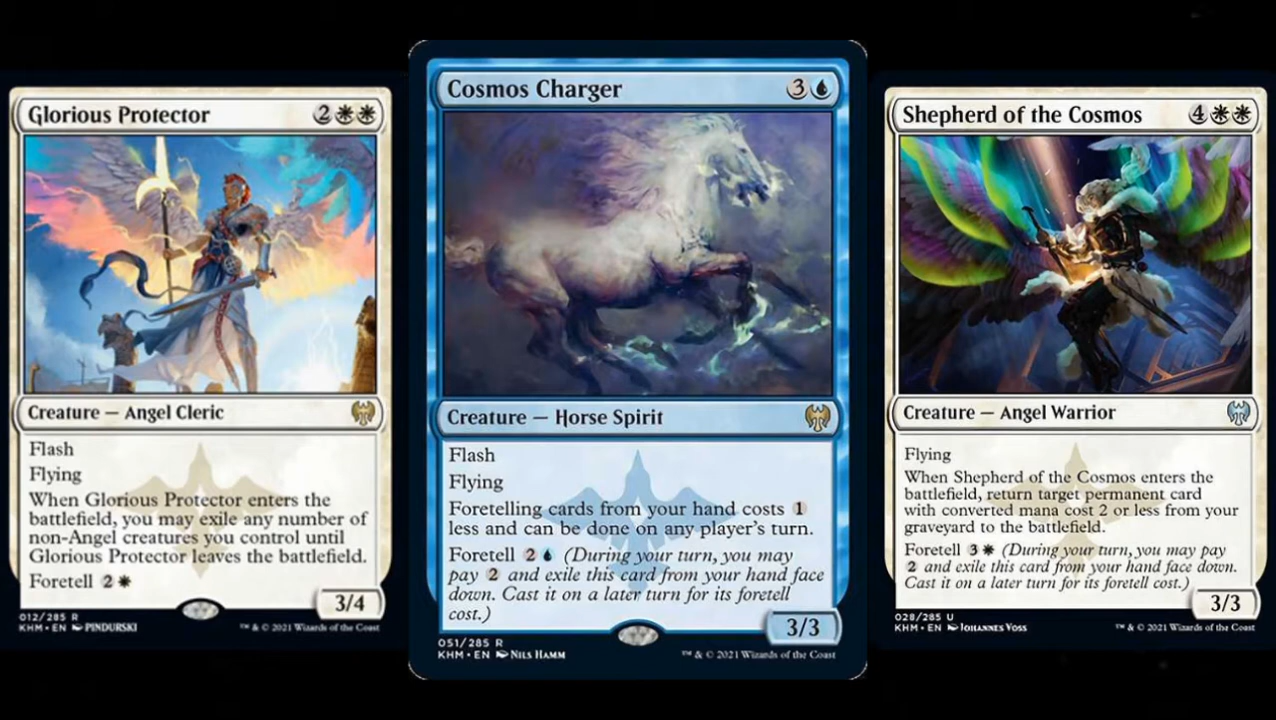 Glorious Protector 2
Creature — Angel Cleric
Flash
Flying
When Glorious Protector enters the
battlefield, you may exile any number of
non-Angel creatures you control until
Glorious Protector leaves the battlefield.
Foretell 2
3/4
012/285 R
KHM • EN PINDURSKI
™ & © 2021 Wizards of the Coast
Cosmos Charger 3
Creature — Horse Spirit
Flash
Flying
Foretelling cards from your hand costs 1
less and can be done on any player's turn.
Foretell 2 (During your turn, you may
pay 2 and exile this card from your hand face
down. Cast it on a later turn for its foretell
cost.)
3/3
051/285 R
KHM • EN NILS HAMM
™ & © 2021 Wizards of the Coast
Shepherd of the Cosmos 4
Creature — Angel Warrior
Flying
When Shepherd of the Cosmos enters the
battlefield, return target permanent card
with converted mana cost 2 or less from your
graveyard to the battlefield.
Foretell 3 (During your turn, you may pay
2 and exile this card from your hand face down.
Cast it on a later turn for its foretell cost.)
3/3
028/285 U
KHM • EN JOHANNES VOSS
™ & © 2021 Wizards of the Coast